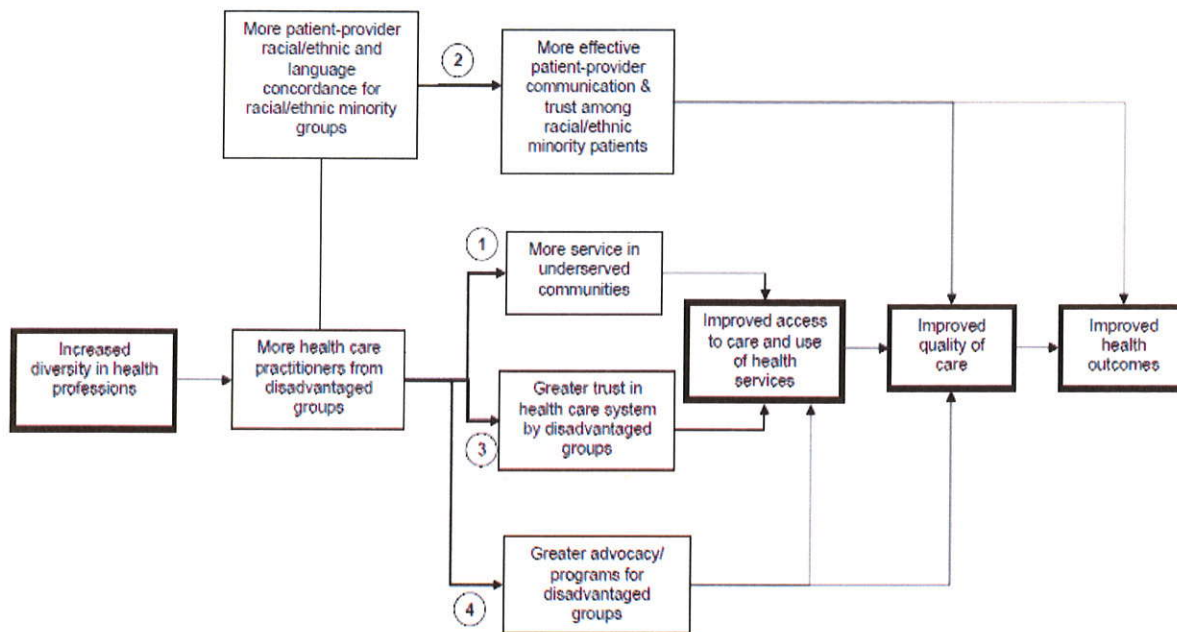 More patient-provider
racial/ethnic and
language
concordance for
racial/ethnic minority
groups
2
More effective
patient-provider
communication &
trust among
racial/ethnic
minority patients
1
More service in
underserved
communities
Increased
diversity in health
professions
More health care
practitioners from
disadvantaged
groups
Improved access
to care and use of
health
services
Improved
quality of
care
Improved
health
outcomes
Greater trust in
health care system
by disadvantaged
groups
3
Greater advocacy/
programs for
disadvantaged
groups
4